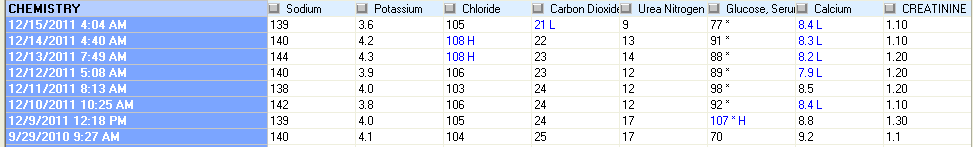 CHEMISTRY Sodium Potassium Chloride Carbon Dioxide Urea Nitrogen Glucose, Serum Calcium CREATININE
12/15/2011 4:04 AM 139 3.6 105 21 L 9 77 * 8.4 L 1.10
12/14/2011 4:40 AM 140 4.2 108 H 22 13 91 * 8.3 L 1.10
12/13/2011 7:49 AM 144 4.3 108 H 23 14 88 * 8.2 L 1.20
12/12/2011 5:08 AM 140 3.9 106 23 12 89 * 7.9 L 1.20
12/11/2011 8:13 AM 138 4.0 103 24 12 98 * 8.5 1.20
12/10/2011 10:25 AM 142 3.8 106 24 12 92 * 8.4 L 1.10
12/9/2011 12:18 PM 139 4.0 105 24 17 107 * H 8.8 1.30
9/29/2010 9:27 AM 140 4.1 104 25 17 70 9.2 1.1